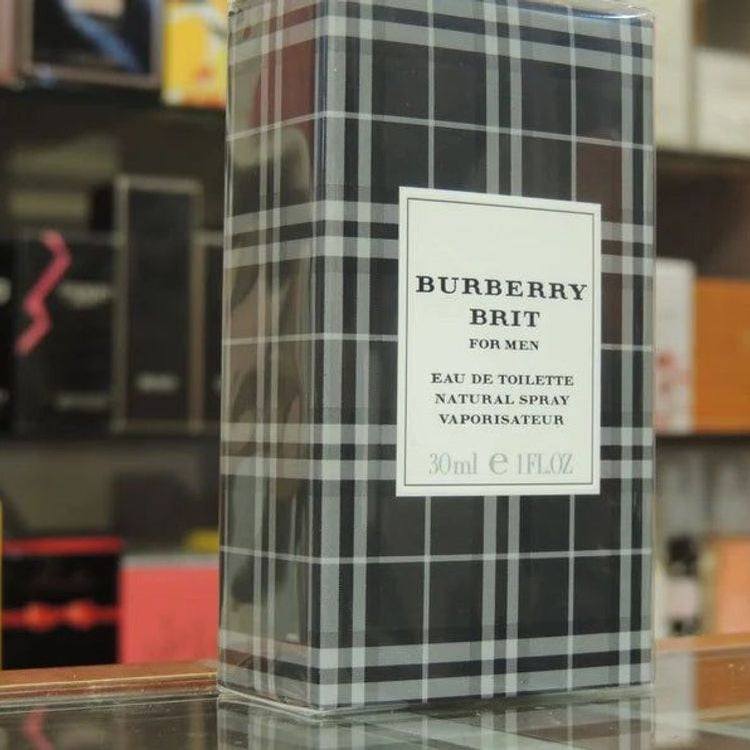 BURBERRY
BRIT
FOR MEN
EAU DE TOILETTE
NATURAL SPRAY
VAPORISATEUR
30ml e 1FL.OZ